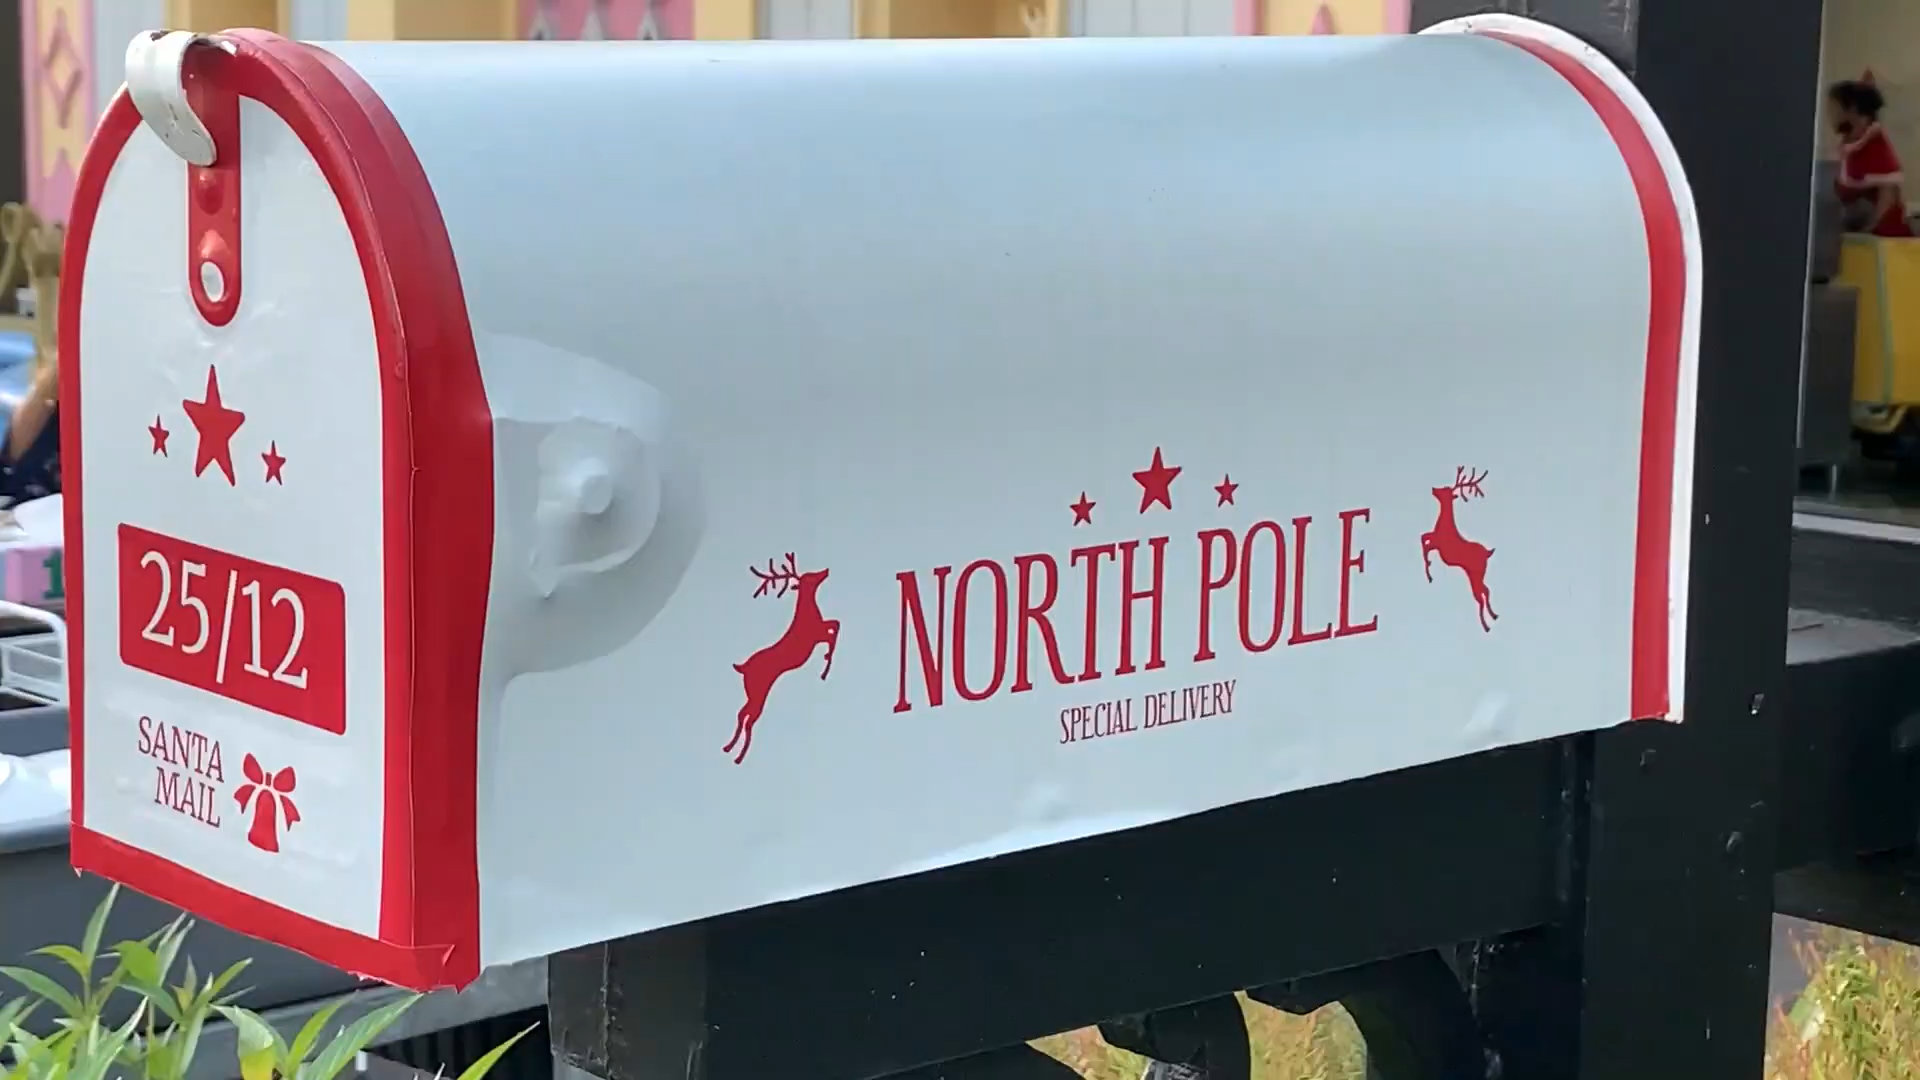 25/12
SANTA
MAIL
NORTH POLE
SPECIAL DELIVERY